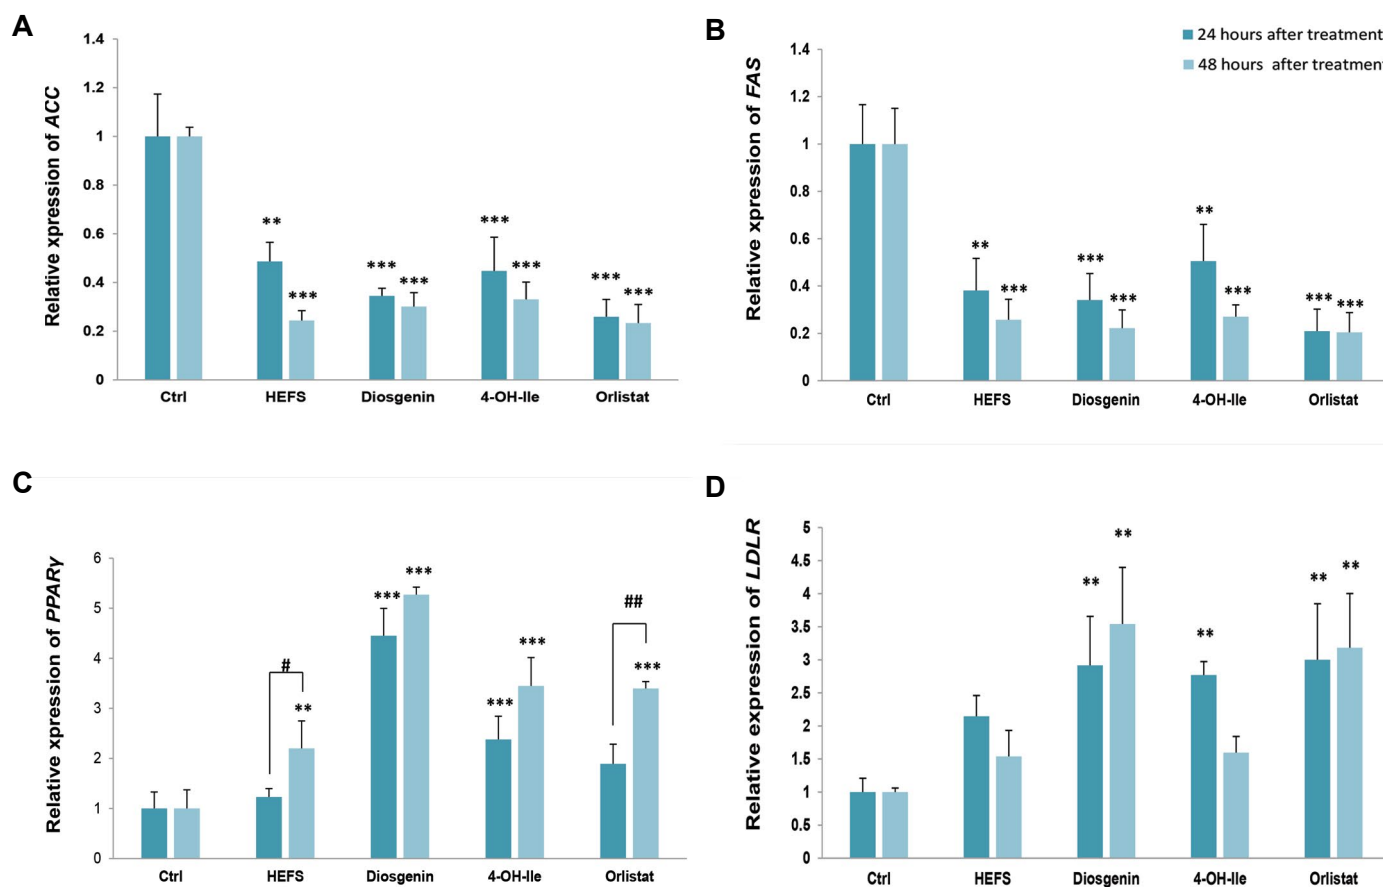 A
Relative xpression of ACC
1.4
1.2
1
0.8
0.6
0.4
0.2
0
** *** *** *** *** *** *** ***
Ctrl HEFS Diosgenin 4-OH-Ile Orlistat
B
24 hours after treatment
48 hours after treatment
Relative xpression of FAS
1.4
1.2
1
0.8
0.6
0.4
0.2
0
** *** *** *** ** *** *** ***
Ctrl HEFS Diosgenin 4-OH-Ile Orlistat
C
Relative xpression of PPARγ
6
5
4
3
2
1
0
# ** *** *** *** *** ## ***
Ctrl HEFS Diosgenin 4-OH-Ile Orlistat
D
Relative expression of LDLR
5
4.5
4
3.5
3
2.5
2
1.5
1
0.5
0
** ** ** ** **
Ctrl HEFS Diosgenin 4-OH-Ile Orlistat